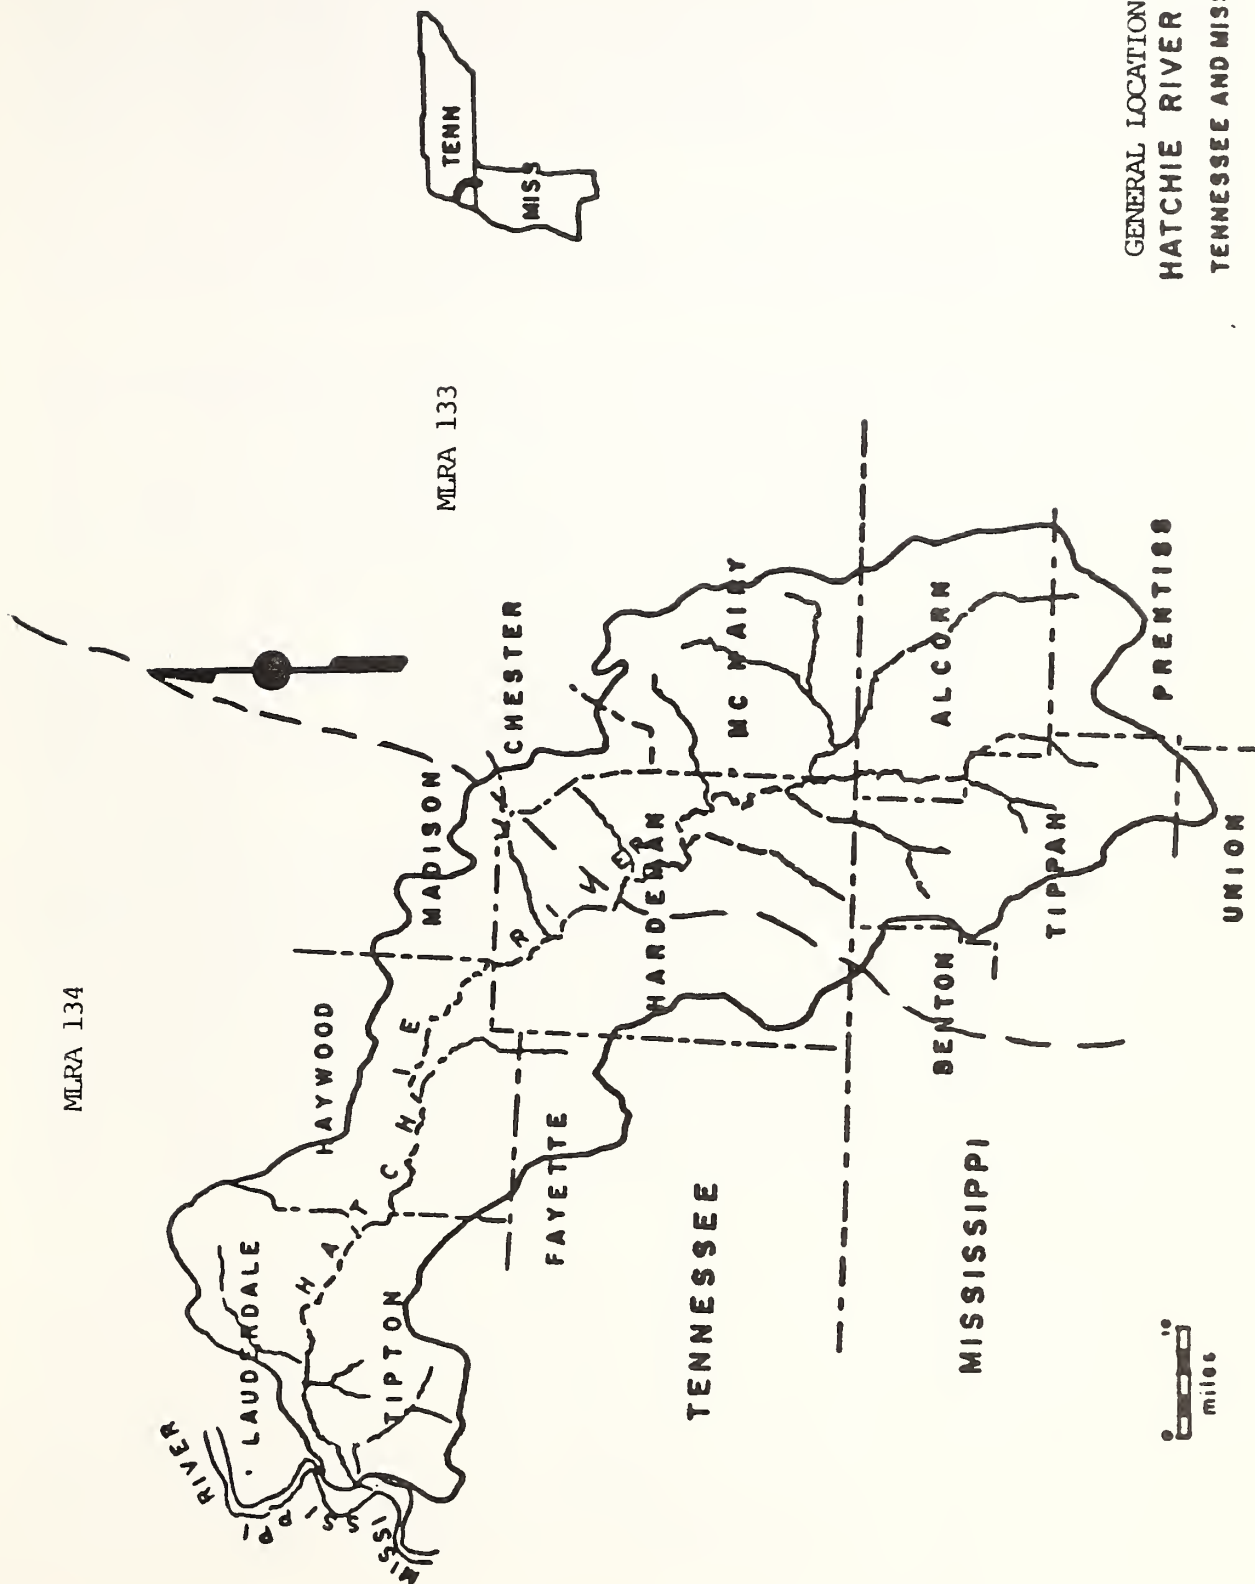 MLRA 134
MLRA 133
TENN
MISS
MISSISSIPPI RIVER
LAUDERDALE
HAYWOOD
MADISON
CHESTER
TIPTON
HATCHIE RIVER
FAYETTE
HARDEMAN
MC NAIRY
TENNESSEE
MISSISSIPPI
BENTON
TIPPAH
ALCORN
PRENTISS
UNION
0 10
miles
GENERAL LOCATION
HATCHIE RIVER
TENNESSEE AND MISS